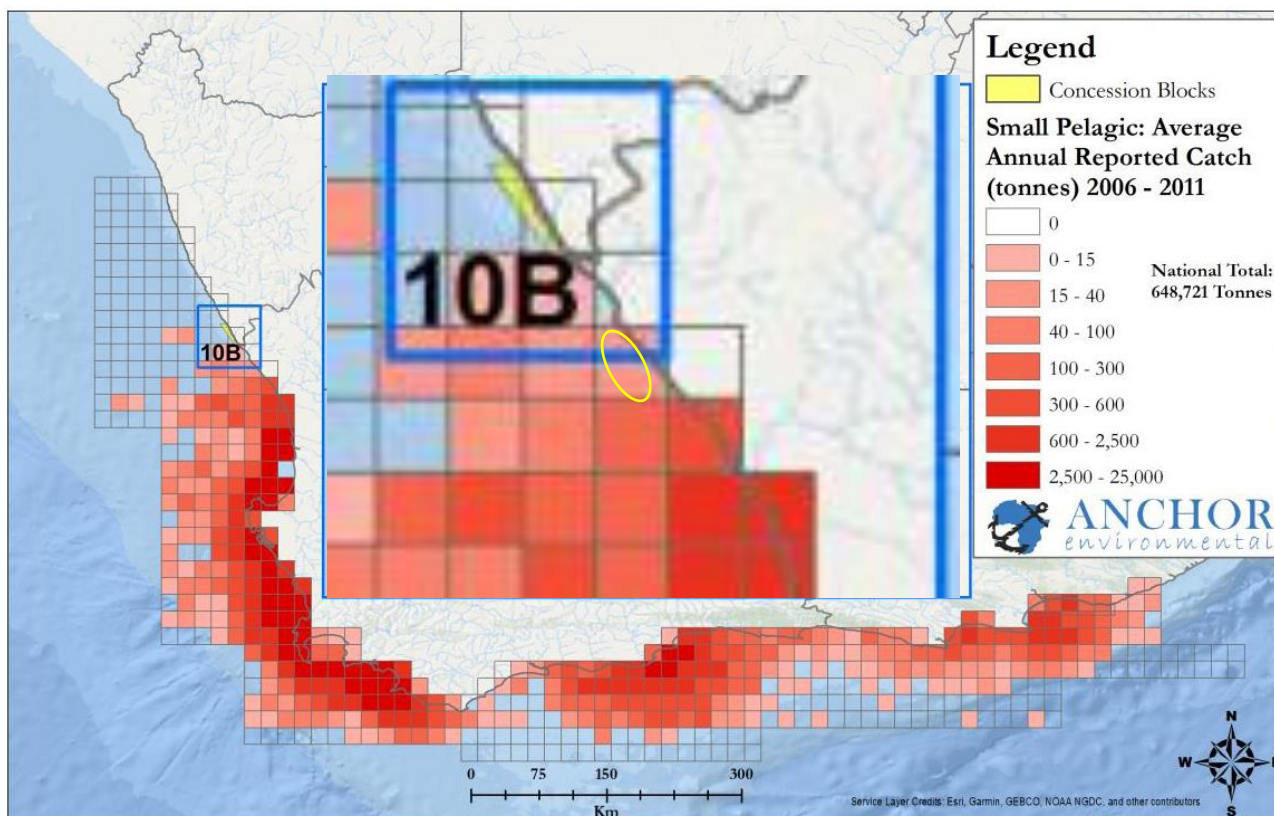 Legend
Concession Blocks
Small Pelagic: Average
Annual Reported Catch
(tonnes) 2006 - 2011
0
0 - 15
15 - 40
40 - 100
100 - 300
300 - 600
600 - 2,500
2,500 - 25,000
National Total:
648,721 Tonnes
ANCHOR
environmental
10B
10B
0 75 150 300
Km
N
W
S
Service Layer Credits: Esri, Garmin, GEBCO, NOAA NGDC, and other contributors